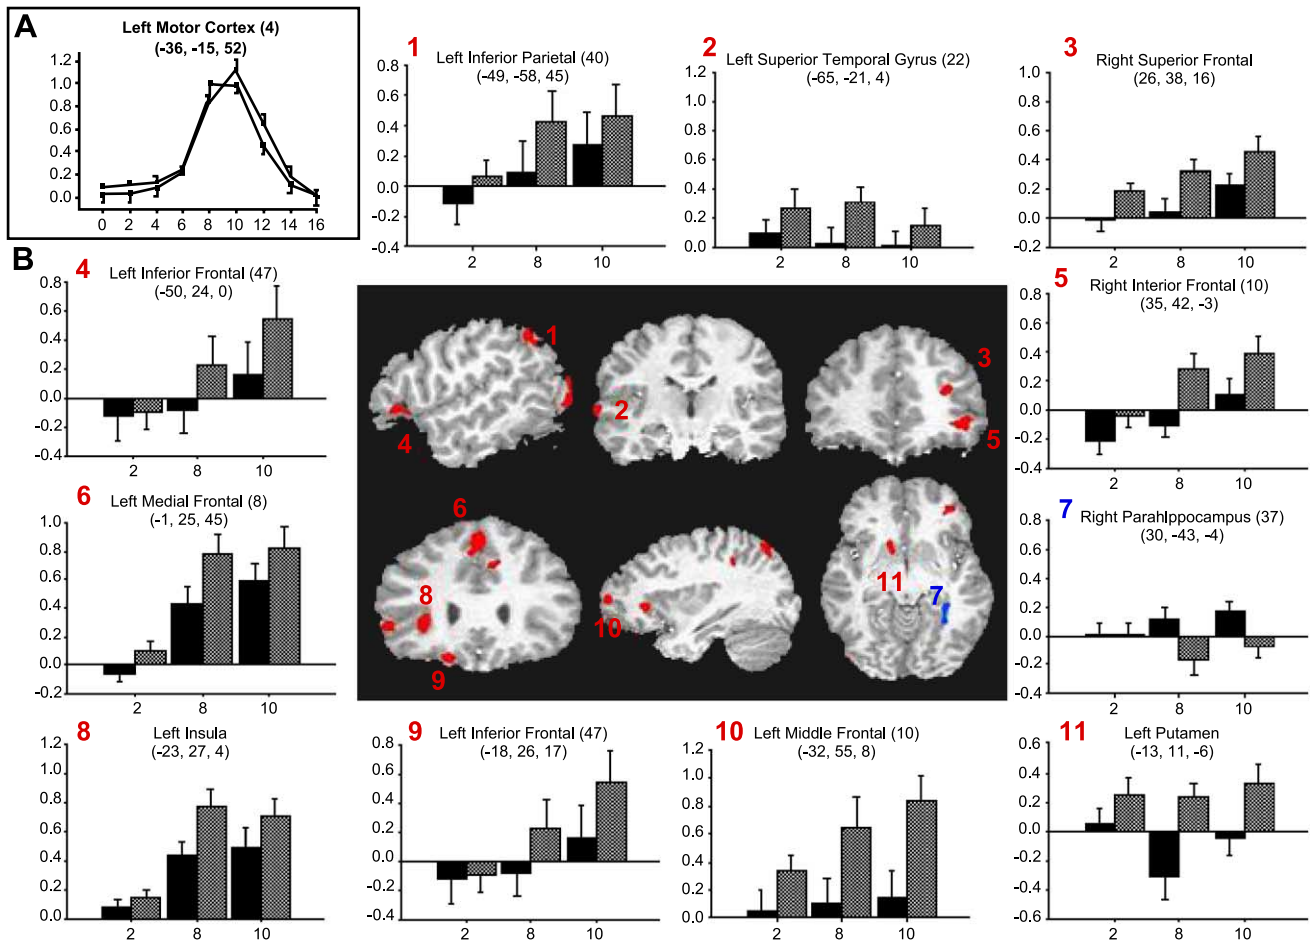 A
Left Motor Cortex (4)
(-36, -15, 52)
1.2
1.0
0.8
0.6
0.4
0.2
0.0
0 2 4 6 8 10 12 14 16
1
Left Inferior Parietal (40)
(-49, -58, 45)
0.8
0.6
0.4
0.2
0.0
-0.2
-0.4
2 8 10
2
Left Superior Temporal Gyrus (22)
(-65, -21, 4)
1.2
1.0
0.8
0.6
0.4
0.2
0.0
2 8 10
3
Right Superior Frontal
(26, 38, 16)
1.0
0.8
0.6
0.4
0.2
0.0
-0.2
2 8 10
B
4
Left Inferior Frontal (47)
(-50, 24, 0)
0.8
0.6
0.4
0.2
0.0
-0.2
-0.4
2 8 10
1
2
3
4
5
6
7
8
9
10
11
5
Right Interior Frontal (10)
(35, 42, -3)
0.8
0.6
0.4
0.2
0.0
-0.2
-0.4
2 8 10
6
Left Medial Frontal (8)
(-1, 25, 45)
1.0
0.8
0.6
0.4
0.2
0.0
-0.2
2 8 10
7
Right Parahlppocampus (37)
(30, -43, -4)
0.8
0.6
0.4
0.2
0.0
-0.2
-0.4
2 8 10
8
Left Insula
(-23, 27, 4)
1.2
1.0
0.8
0.6
0.4
0.2
0.0
2 8 10
9
Left Inferior Frontal (47)
(-18, 26, 17)
0.8
0.6
0.4
0.2
0.0
-0.2
-0.4
2 8 10
10
Left Middle Frontal (10)
(-32, 55, 8)
1.2
1.0
0.8
0.6
0.4
0.2
0.0
2 8 10
11
Left Putamen
(-13, 11, -6)
0.6
0.4
0.2
0.0
-0.2
-0.4
-0.6
2 8 10